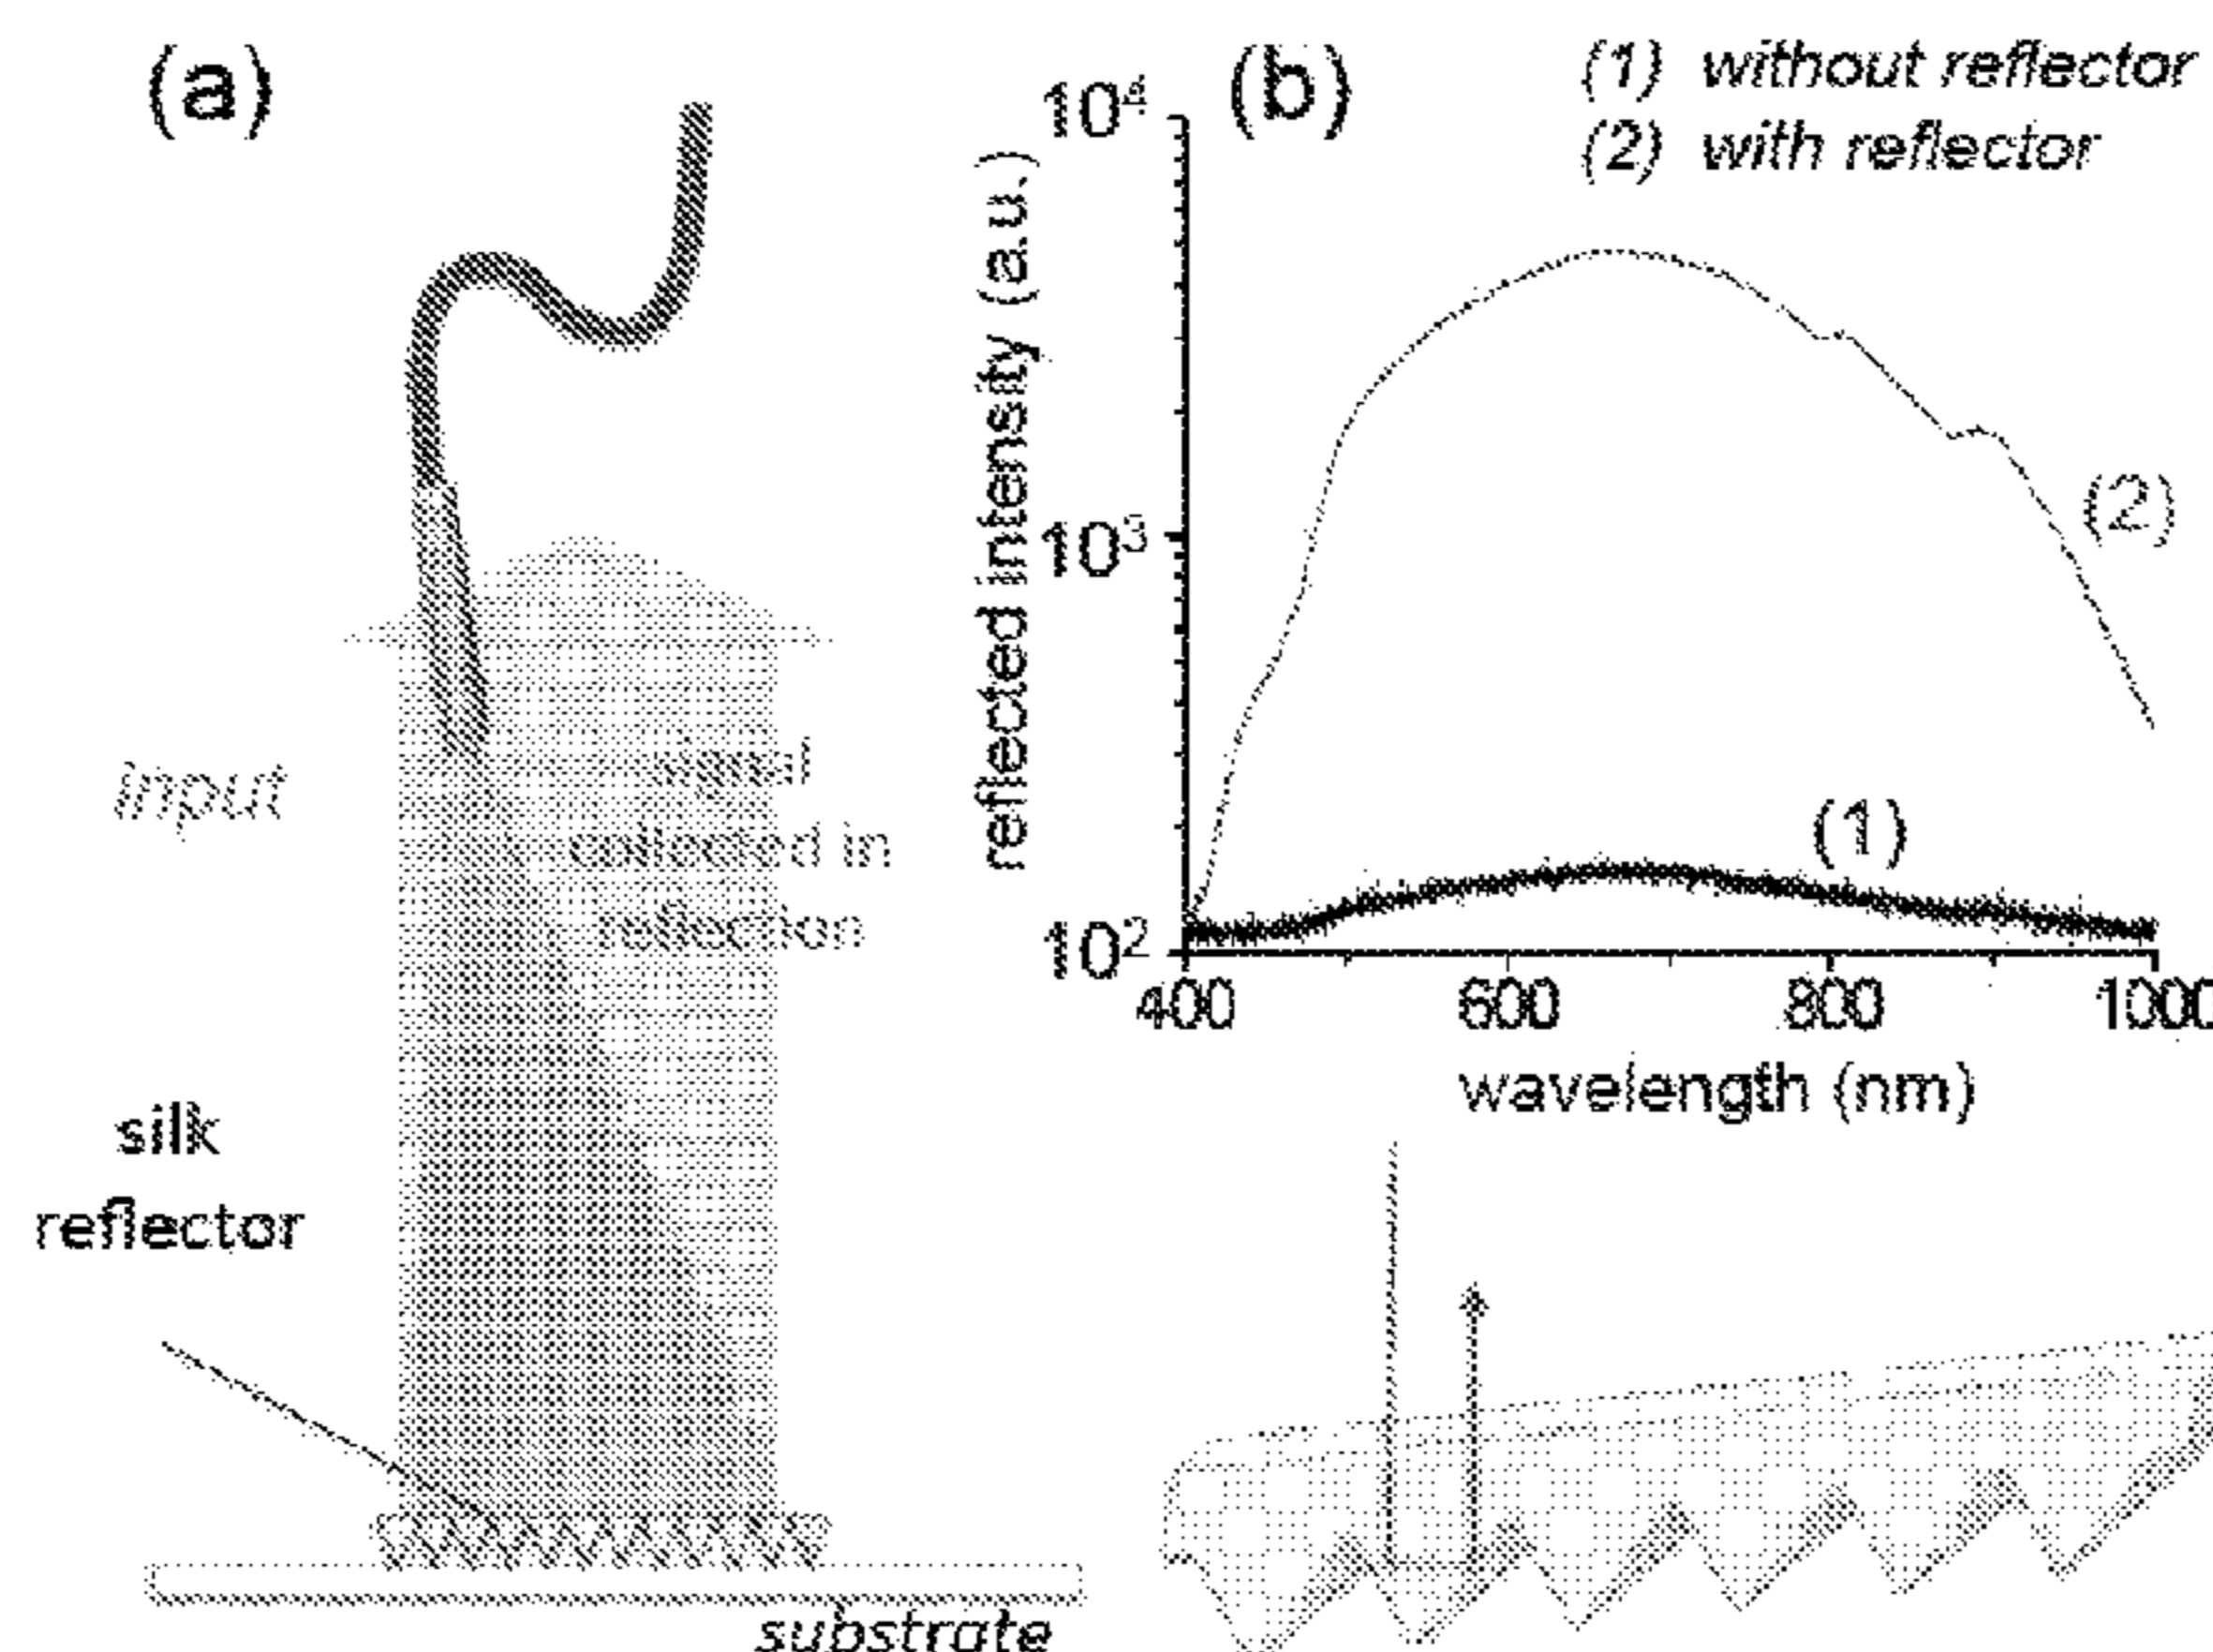 (a)
input
signal
collected in
reflection
silk
reflector
substrate
(b)
(1) without reflector
(2) with reflector
reflected intensity (a.u.)
10⁴
10³
10²
(2)
(1)
400 600 800 1000
wavelength (nm)